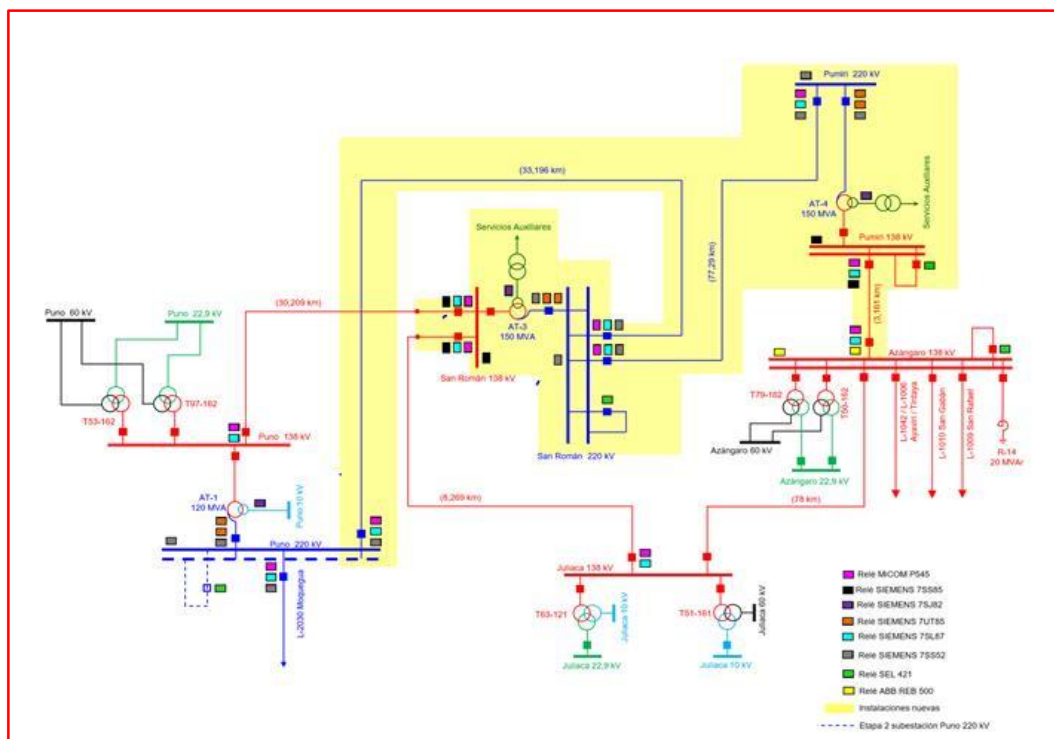 Pumiri 220 kV
(33,196 km)
AT-4
150 MVA
Servicios Auxiliares
Servicios Auxiliares
Pumiri 138 kV
(77,29 km)
(30,209 km)
AT-3
150 MVA
(3,161 km)
Puno 60 kV
Puno 22,9 kV
Azángaro 138 kV
San Román 138 kV
T53-162
T97-162
T79-162
T50-162
L-1042 / L-1006
Ayaviri / Tintaya
L-1010 San Gabán
L-1009 San Rafael
Puno 138 kV
San Román 220 kV
Azángaro 60 kV
R-14
20 MVAr
Azángaro 22,9 kV
AT-1
120 MVA
Puno 10 kV
(8,269 km)
(78 km)
Puno 220 kV
L-2030 Moquegua
Juliaca 138 kV
T63-121
Juliaca 10 kV
T51-161
Juliaca 60 kV
Juliaca 22,9 kV
Juliaca 10 kV
Relé MiCOM P545
Relé SIEMENS 7SS85
Relé SIEMENS 7SJ82
Relé SIEMENS 7UT85
Relé SIEMENS 7SL87
Relé SIEMENS 7SS52
Relé SEL 421
Relé ABB REB 500
Instalaciones nuevas
Etapa 2 subestación Puno 220 kV